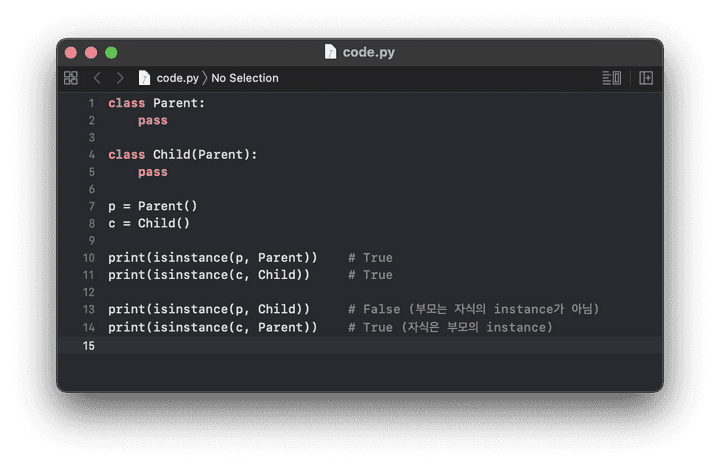 code.py
code.py 〉 No Selection
1 class Parent:
2     pass
3
4 class Child(Parent):
5     pass
6
7 p = Parent()
8 c = Child()
9
10 print(isinstance(p, Parent))    # True
11 print(isinstance(c, Child))     # True
12
13 print(isinstance(p, Child))     # False (부모는 자식의 instance가 아님)
14 print(isinstance(c, Parent))    # True (자식은 부모의 instance)
15